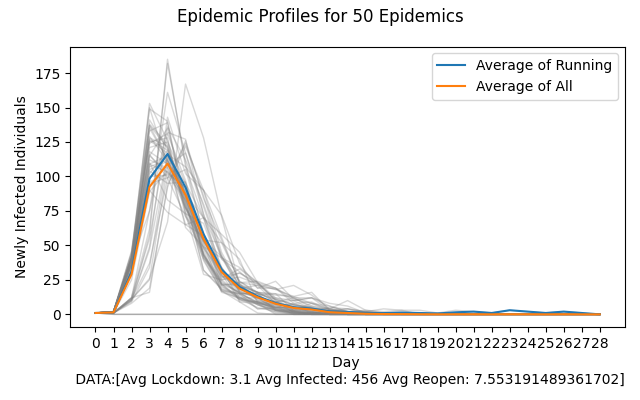 Epidemic Profiles for 50 Epidemics
Average of Running
Average of All
Newly Infected Individuals
175
150
125
100
75
50
25
0
0 1 2 3 4 5 6 7 8 9 10 11 12 13 14 15 16 17 18 19 20 21 22 23 24 25 26 27 28
Day
DATA:[Avg Lockdown: 3.1 Avg Infected: 456 Avg Reopen: 7.553191489361702]